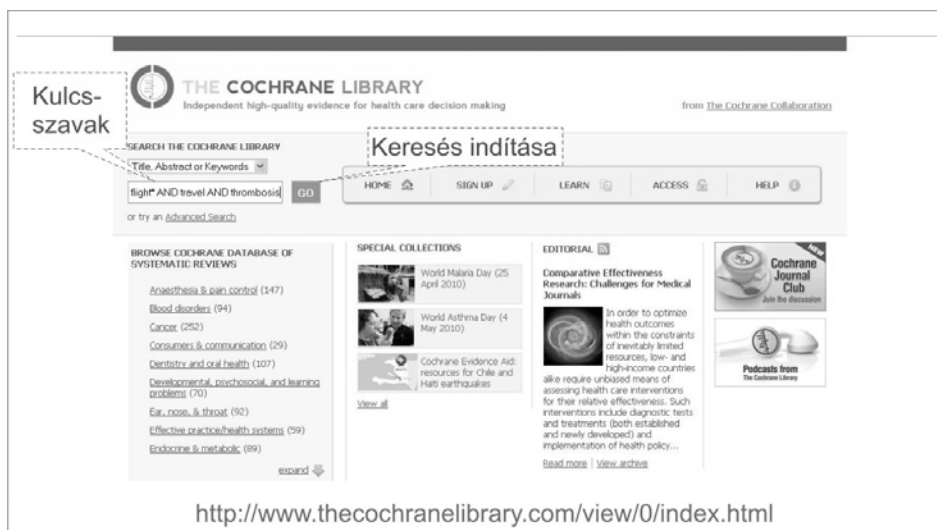 THE COCHRANE LIBRARY
Independent high-quality evidence for health care decision making
from The Cochrane Collaboration
Kulcs-
szavak
SEARCH THE COCHRANE LIBRARY
Keresés indítása
Title, Abstract or Keywords
flight* AND travel AND thrombosis
GO
HOME
SIGN UP
LEARN
ACCESS
HELP
or try an Advanced Search
BROWSE COCHRANE DATABASE OF
SYSTEMATIC REVIEWS
Anaesthesia & pain control (147)
Blood disorders (94)
Cancer (252)
Consumers & communication (29)
Dentistry and oral health (107)
Developmental, psychosocial, and learning
problems (70)
Ear, nose, & throat (92)
Effective practice/health systems (59)
Endocrine & metabolic (89)
expand
SPECIAL COLLECTIONS
World Malaria Day (25
April 2010)
World Asthma Day (4
May 2010)
Cochrane Evidence Aid:
resources for Chile and
Haiti earthquakes
View all
EDITORIAL
Comparative Effectiveness
Research: Challenges for Medical
Journals
In order to optimize
health outcomes
within the constraints
of inevitably limited
resources, low- and
high-income countries
alike require unbiased means of
assessing health care interventions
for their relative effectiveness. Such
interventions include diagnostic tests
and treatments (both established
and newly developed) and
implementation of health policy...
Read more | View archive
NEW
Cochrane
Journal
Club
Join the discussion
Podcasts from
The Cochrane Library
http://www.thecochranelibrary.com/view/0/index.html